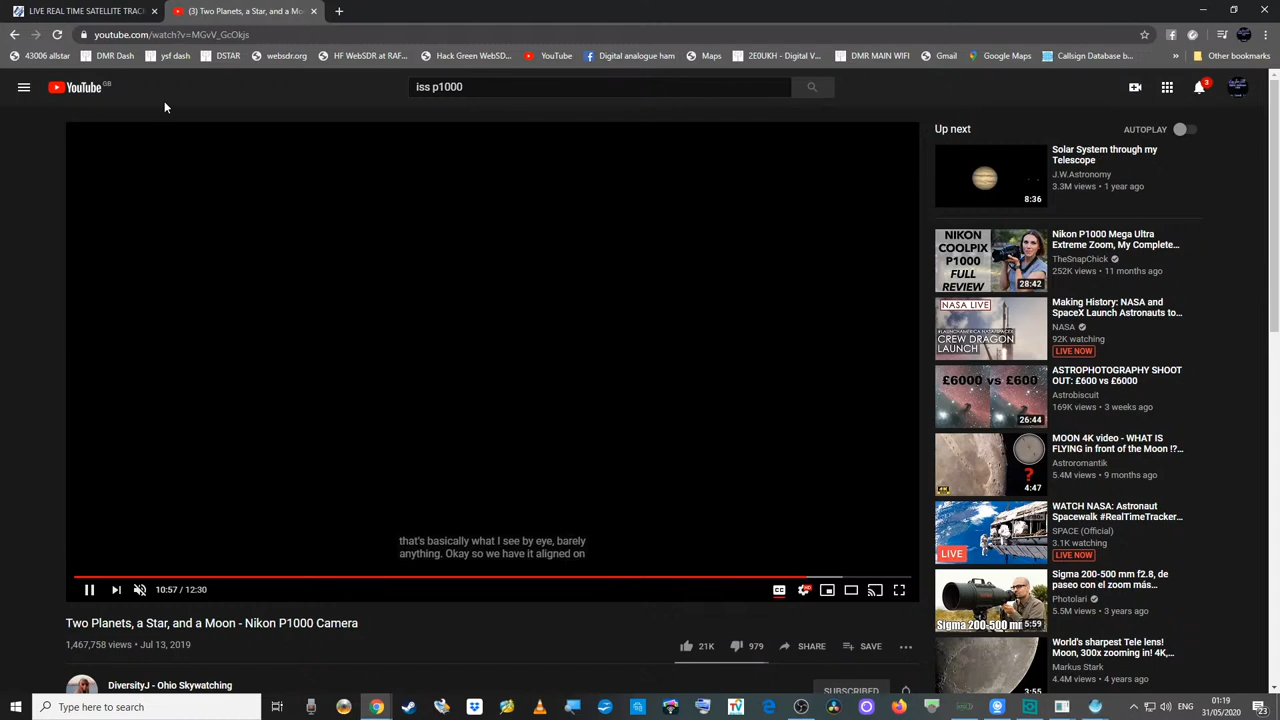 LIVE REAL TIME SATELLITE TRACK
(3) Two Planets, a Star, and a Mo
youtube.com/watch?v=MGvV_GcOkjs
43006 allstar
DMR Dash
ysf dash
DSTAR
websdr.org
HF WebSDR at RAF...
Hack Green WebSD...
YouTube
Digital analogue ham
Maps
2E0UKH - Digital V...
DMR MAIN WIFI
Gmail
Google Maps
Callsign Database b...
YouTube GB
iss p1000
3
Up next
AUTOPLAY
Solar System through my
Telescope
J.W.Astronomy
3.3M views • 1 year ago
8:36
NIKON
COOLPIX
P1000
FULL
REVIEW
28:42
Nikon P1000 Mega Ultra
Extreme Zoom, My Complete...
TheSnapChick
252K views • 11 months ago
NASA LIVE
CREW DRAGON
LAUNCH
Making History: NASA and
SpaceX Launch Astronauts to...
NASA
92K watching
LIVE NOW
£6000 vs £600
26:44
ASTROPHOTOGRAPHY SHOOT
OUT: £600 vs £6000
Astrobiscuit
169K views • 3 weeks ago
?
4:47
MOON 4K video - WHAT IS
FLYING in front of the Moon !?...
Astroromantik
5.4M views • 9 months ago
LIVE
WATCH NASA: Astronaut
Spacewalk #RealTimeTracker...
SPACE (Official)
3.1K watching
LIVE NOW
Sigma 200-500 mm
5:59
Sigma 200-500 mm f2.8, de
paseo con el zoom más...
Photolari
5.5M views • 3 years ago
3:55
World's sharpest Tele lens!
Moon, 300x zooming in! 4K,...
Markus Stark
4.4M views • 4 years ago
that's basically what I see by eye, barely
anything. Okay so we have it aligned on
10:57 / 12:30
Two Planets, a Star, and a Moon - Nikon P1000 Camera
1,467,758 views • Jul 13, 2019
21K
979
SHARE
SAVE
DiversityJ - Ohio Skywatching
SUBSCRIBED
Type here to search
ENG
01:19
31/05/2020